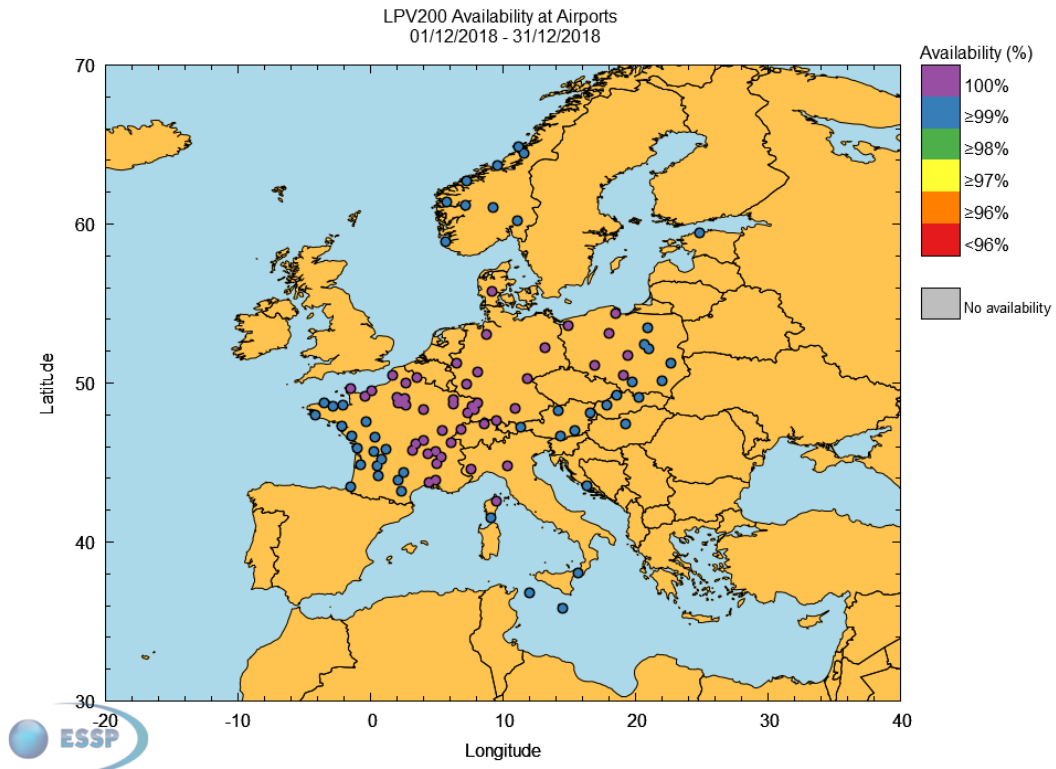 LPV200 Availability at Airports
01/12/2018 - 31/12/2018
Availability (%)
100%
≥99%
≥98%
≥97%
≥96%
<96%
No availability
70
60
50
40
30
Latitude
-20
-10
0
10
20
30
40
Longitude
ESSP